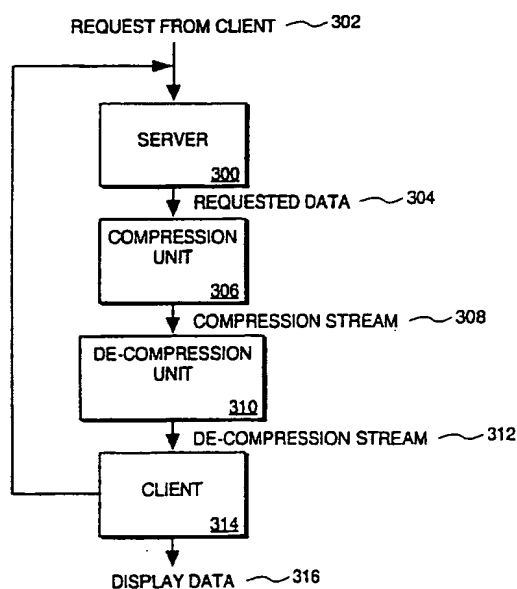 REQUEST FROM CLIENT 302
SERVER
300
REQUESTED DATA 304
COMPRESSION
UNIT
306
COMPRESSION STREAM 308
DE-COMPRESSION
UNIT
310
DE-COMPRESSION STREAM 312
CLIENT
314
DISPLAY DATA 316